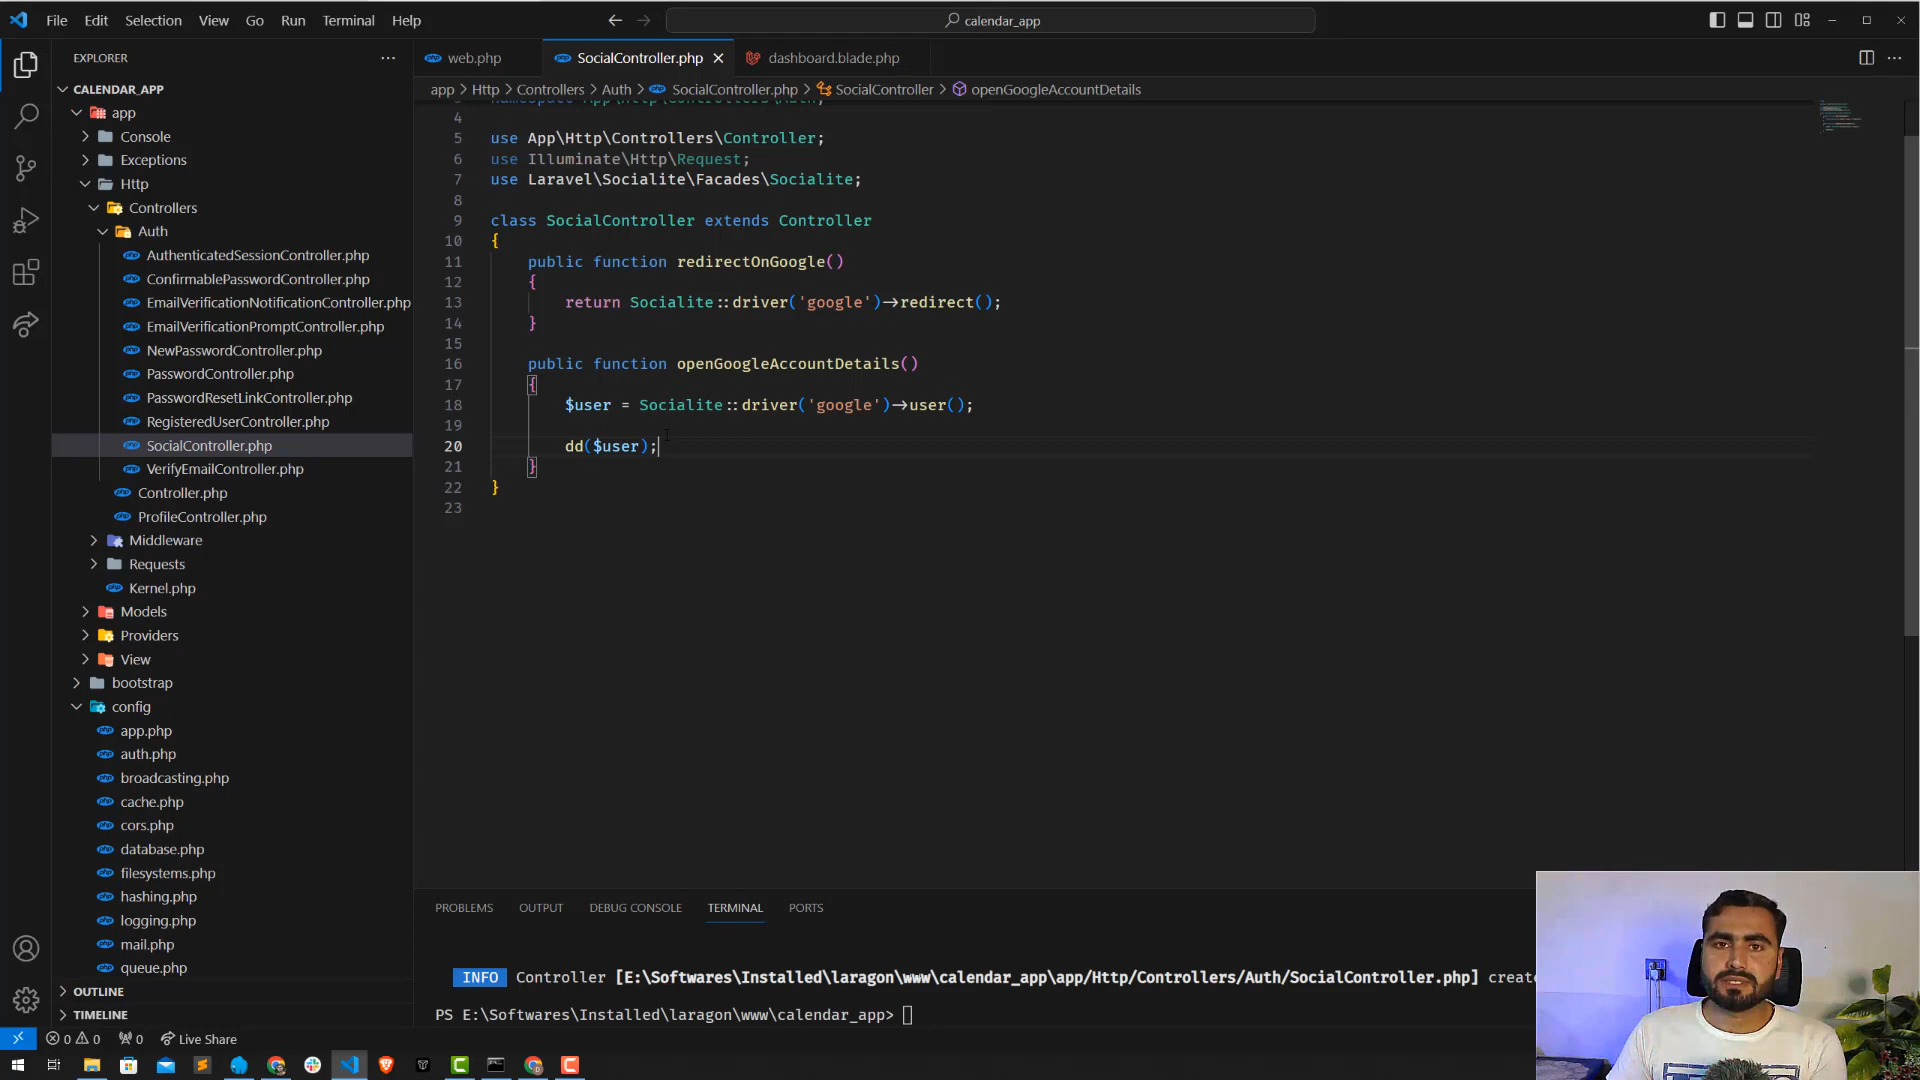 File Edit Selection View Go Run Terminal Help
calendar_app
EXPLORER
web.php
SocialController.php
dashboard.blade.php
app > Http > Controllers > Auth > SocialController.php > SocialController > openGoogleAccountDetails
CALENDAR_APP
app
Console
Exceptions
Http
Controllers
Auth
AuthenticatedSessionController.php
ConfirmablePasswordController.php
EmailVerificationNotificationController.php
EmailVerificationPromptController.php
NewPasswordController.php
PasswordController.php
PasswordResetLinkController.php
RegisteredUserController.php
SocialController.php
VerifyEmailController.php
Controller.php
ProfileController.php
Middleware
Requests
Kernel.php
Models
Providers
View
bootstrap
config
app.php
auth.php
broadcasting.php
cache.php
cors.php
database.php
filesystems.php
hashing.php
logging.php
mail.php
queue.php
OUTLINE
TIMELINE
namespace App\Http\Controllers\Auth;
4
5 use App\Http\Controllers\Controller;
6 use Illuminate\Http\Request;
7 use Laravel\Socialite\Facades\Socialite;
8
9 class SocialController extends Controller
10 {
11 public function redirectOnGoogle()
12 {
13 return Socialite::driver('google')->redirect();
14 }
15
16 public function openGoogleAccountDetails()
17 {
18 $user = Socialite::driver('google')->user();
19
20 dd($user);
21 }
22 }
23
PROBLEMS OUTPUT DEBUG CONSOLE TERMINAL PORTS
INFO Controller [E:\Softwares\Installed\laragon\www\calendar_app\app/Http/Controllers/Auth/SocialController.php] create
PS E:\Softwares\Installed\laragon\www\calendar_app>
0 0 0 Live Share